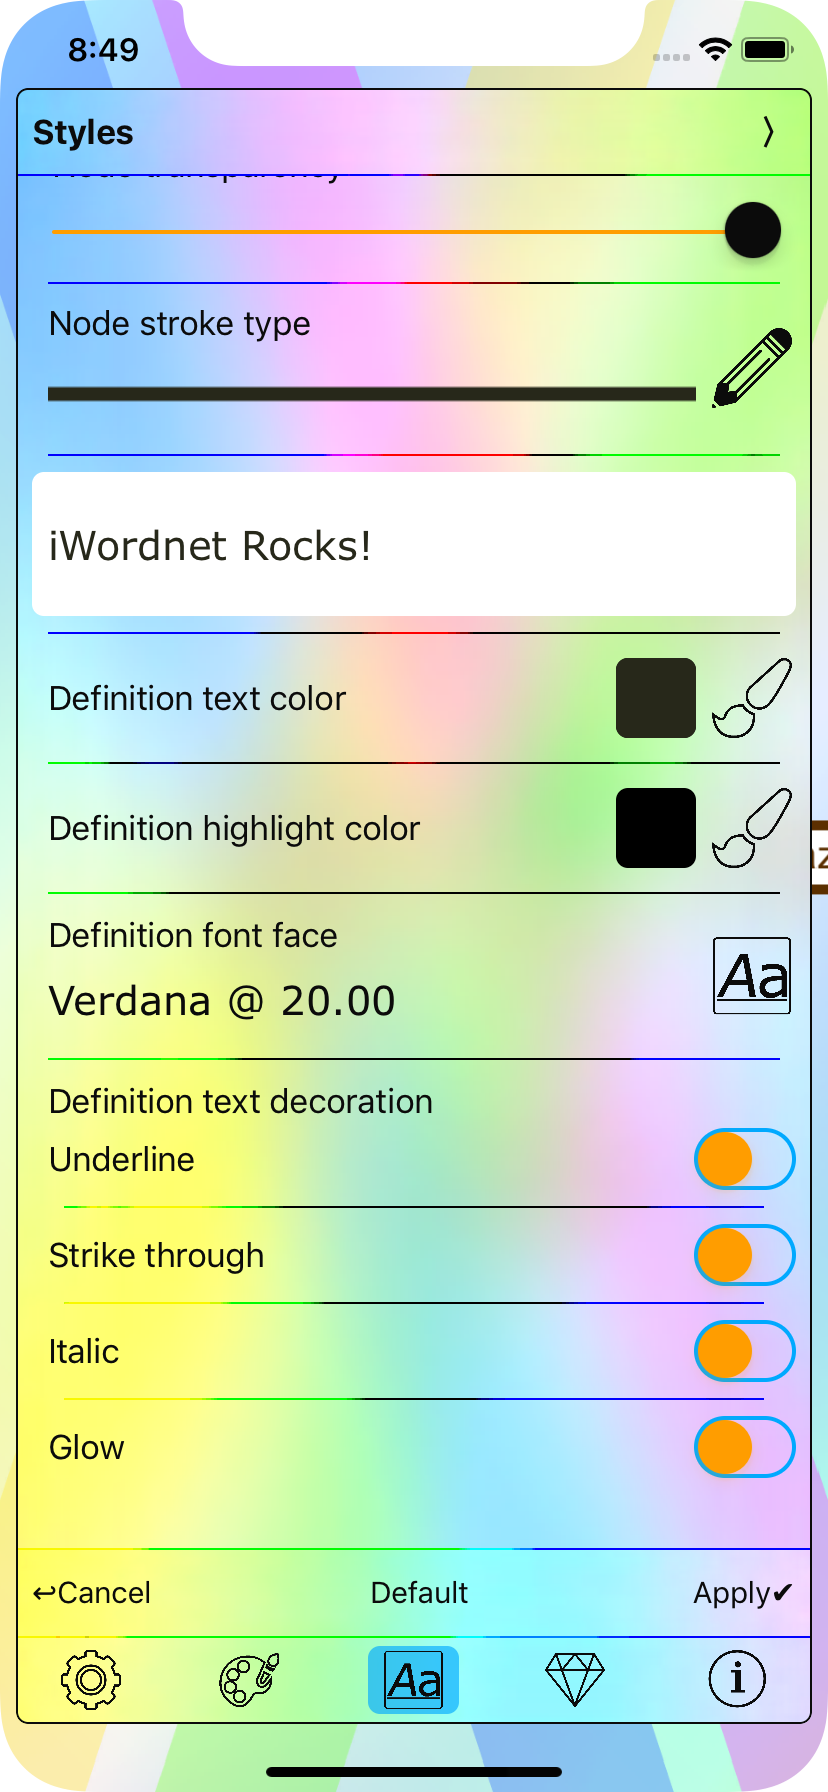 8:49
Styles
Node stroke type
iWordnet Rocks!
Definition text color
Definition highlight color
Definition font face
Aa
Verdana @ 20.00
Definition text decoration
Underline
Strike through
Italic
Glow
↩Cancel Default Apply✔
Aa i